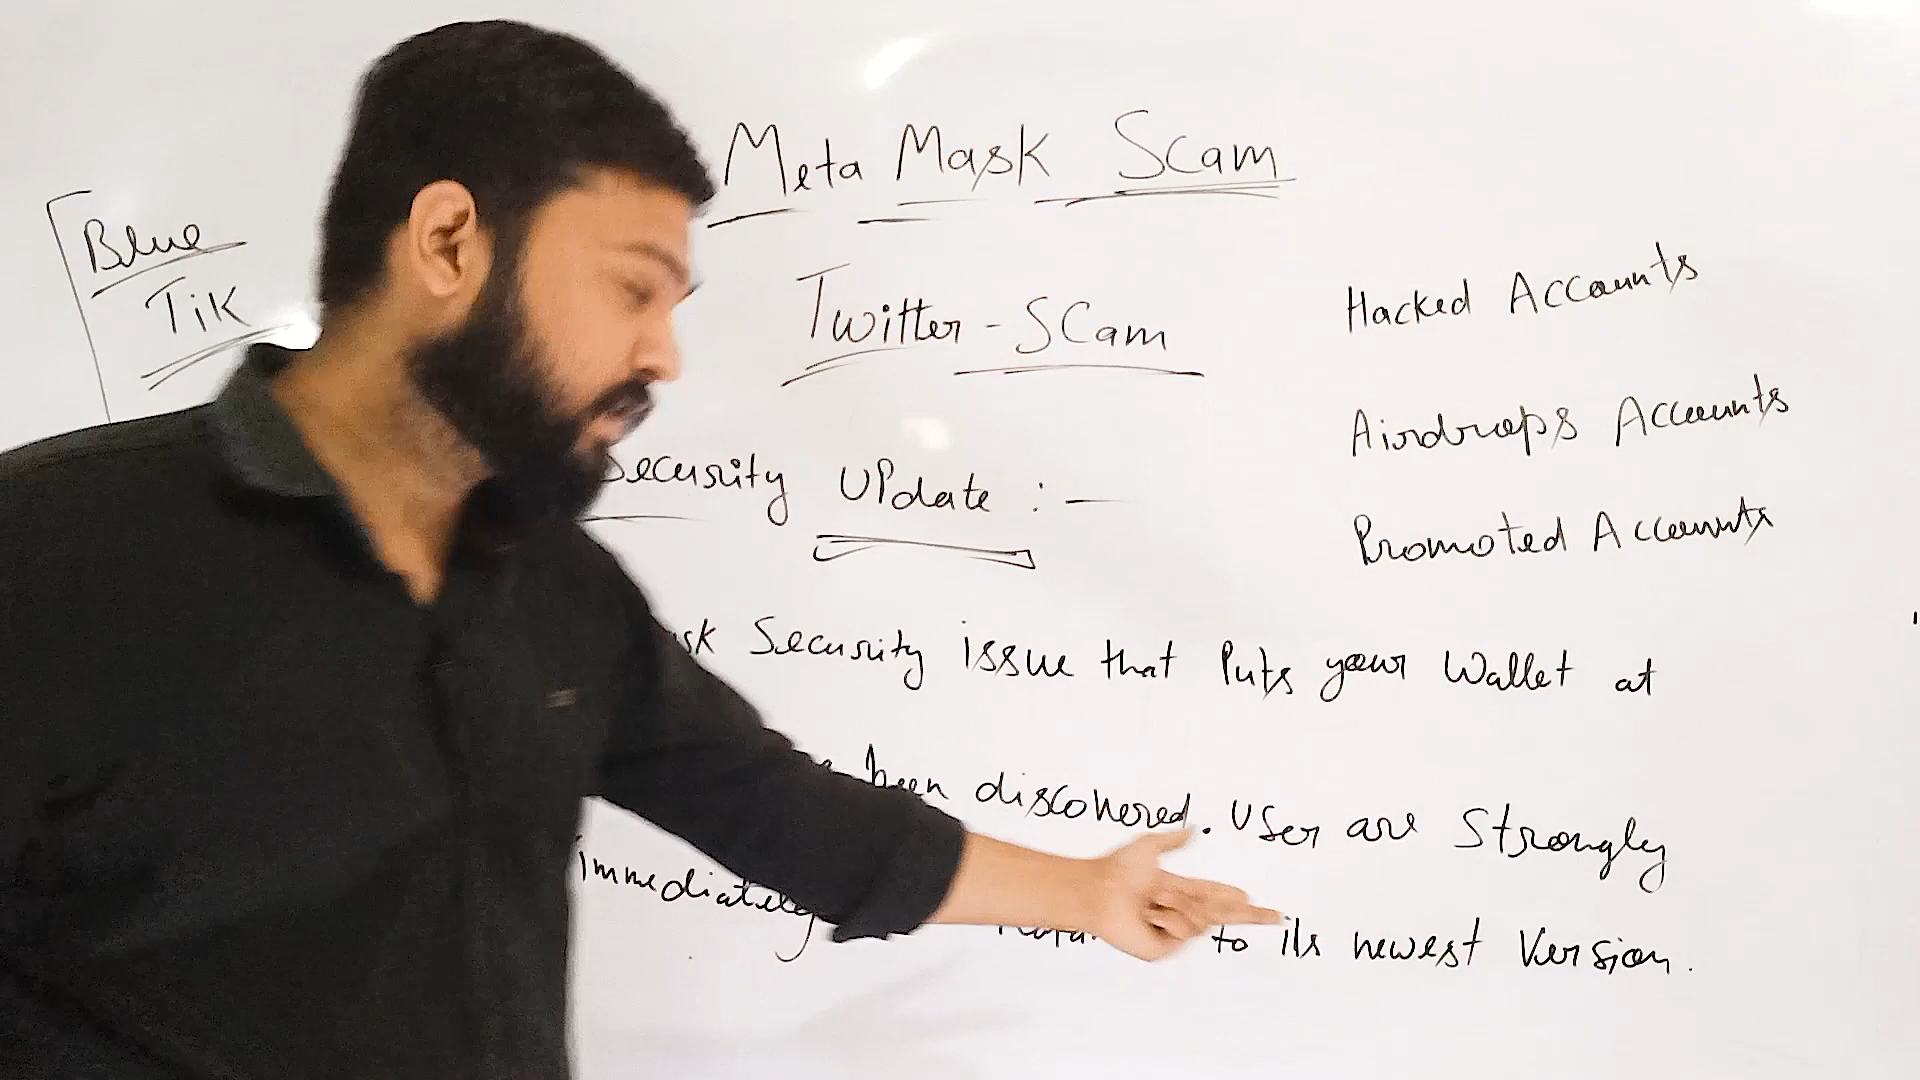 Meta Mask Scam
Blue
Tik
Twitter - SCam
Hacked Accounts
Airdrops Accounts
Promoted Accounts
Security UPdate : —
sk Security issue that Puts your Wallet at
been discovered. USer are Strongly
immediately to its newest Version.